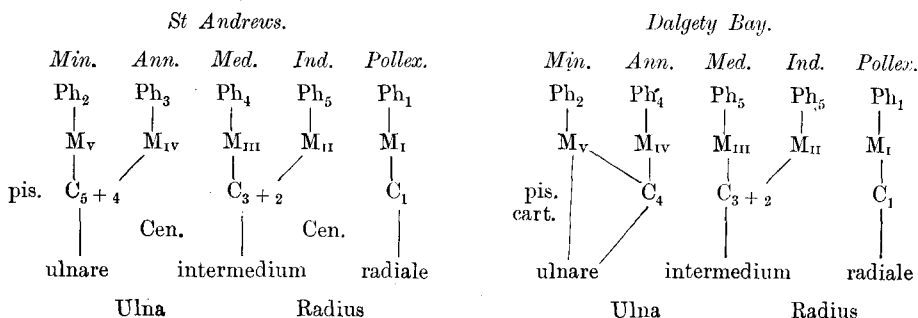 St Andrews.
Min. Ann. Med. Ind. Pollex.
Ph2 Ph3 Ph4 Ph5 Ph1
MV MIV MIII MII MI
pis. C5 + 4 C3 + 2 C1
Cen. Cen.
ulnare intermedium radiale
Ulna Radius
Dalgety Bay.
Min. Ann. Med. Ind. Pollex.
Ph2 Ph4 Ph5 Ph5 Ph1
MV MIV MIII MII MI
pis. C4 C3 + 2 C1
cart.
ulnare intermedium radiale
Ulna Radius